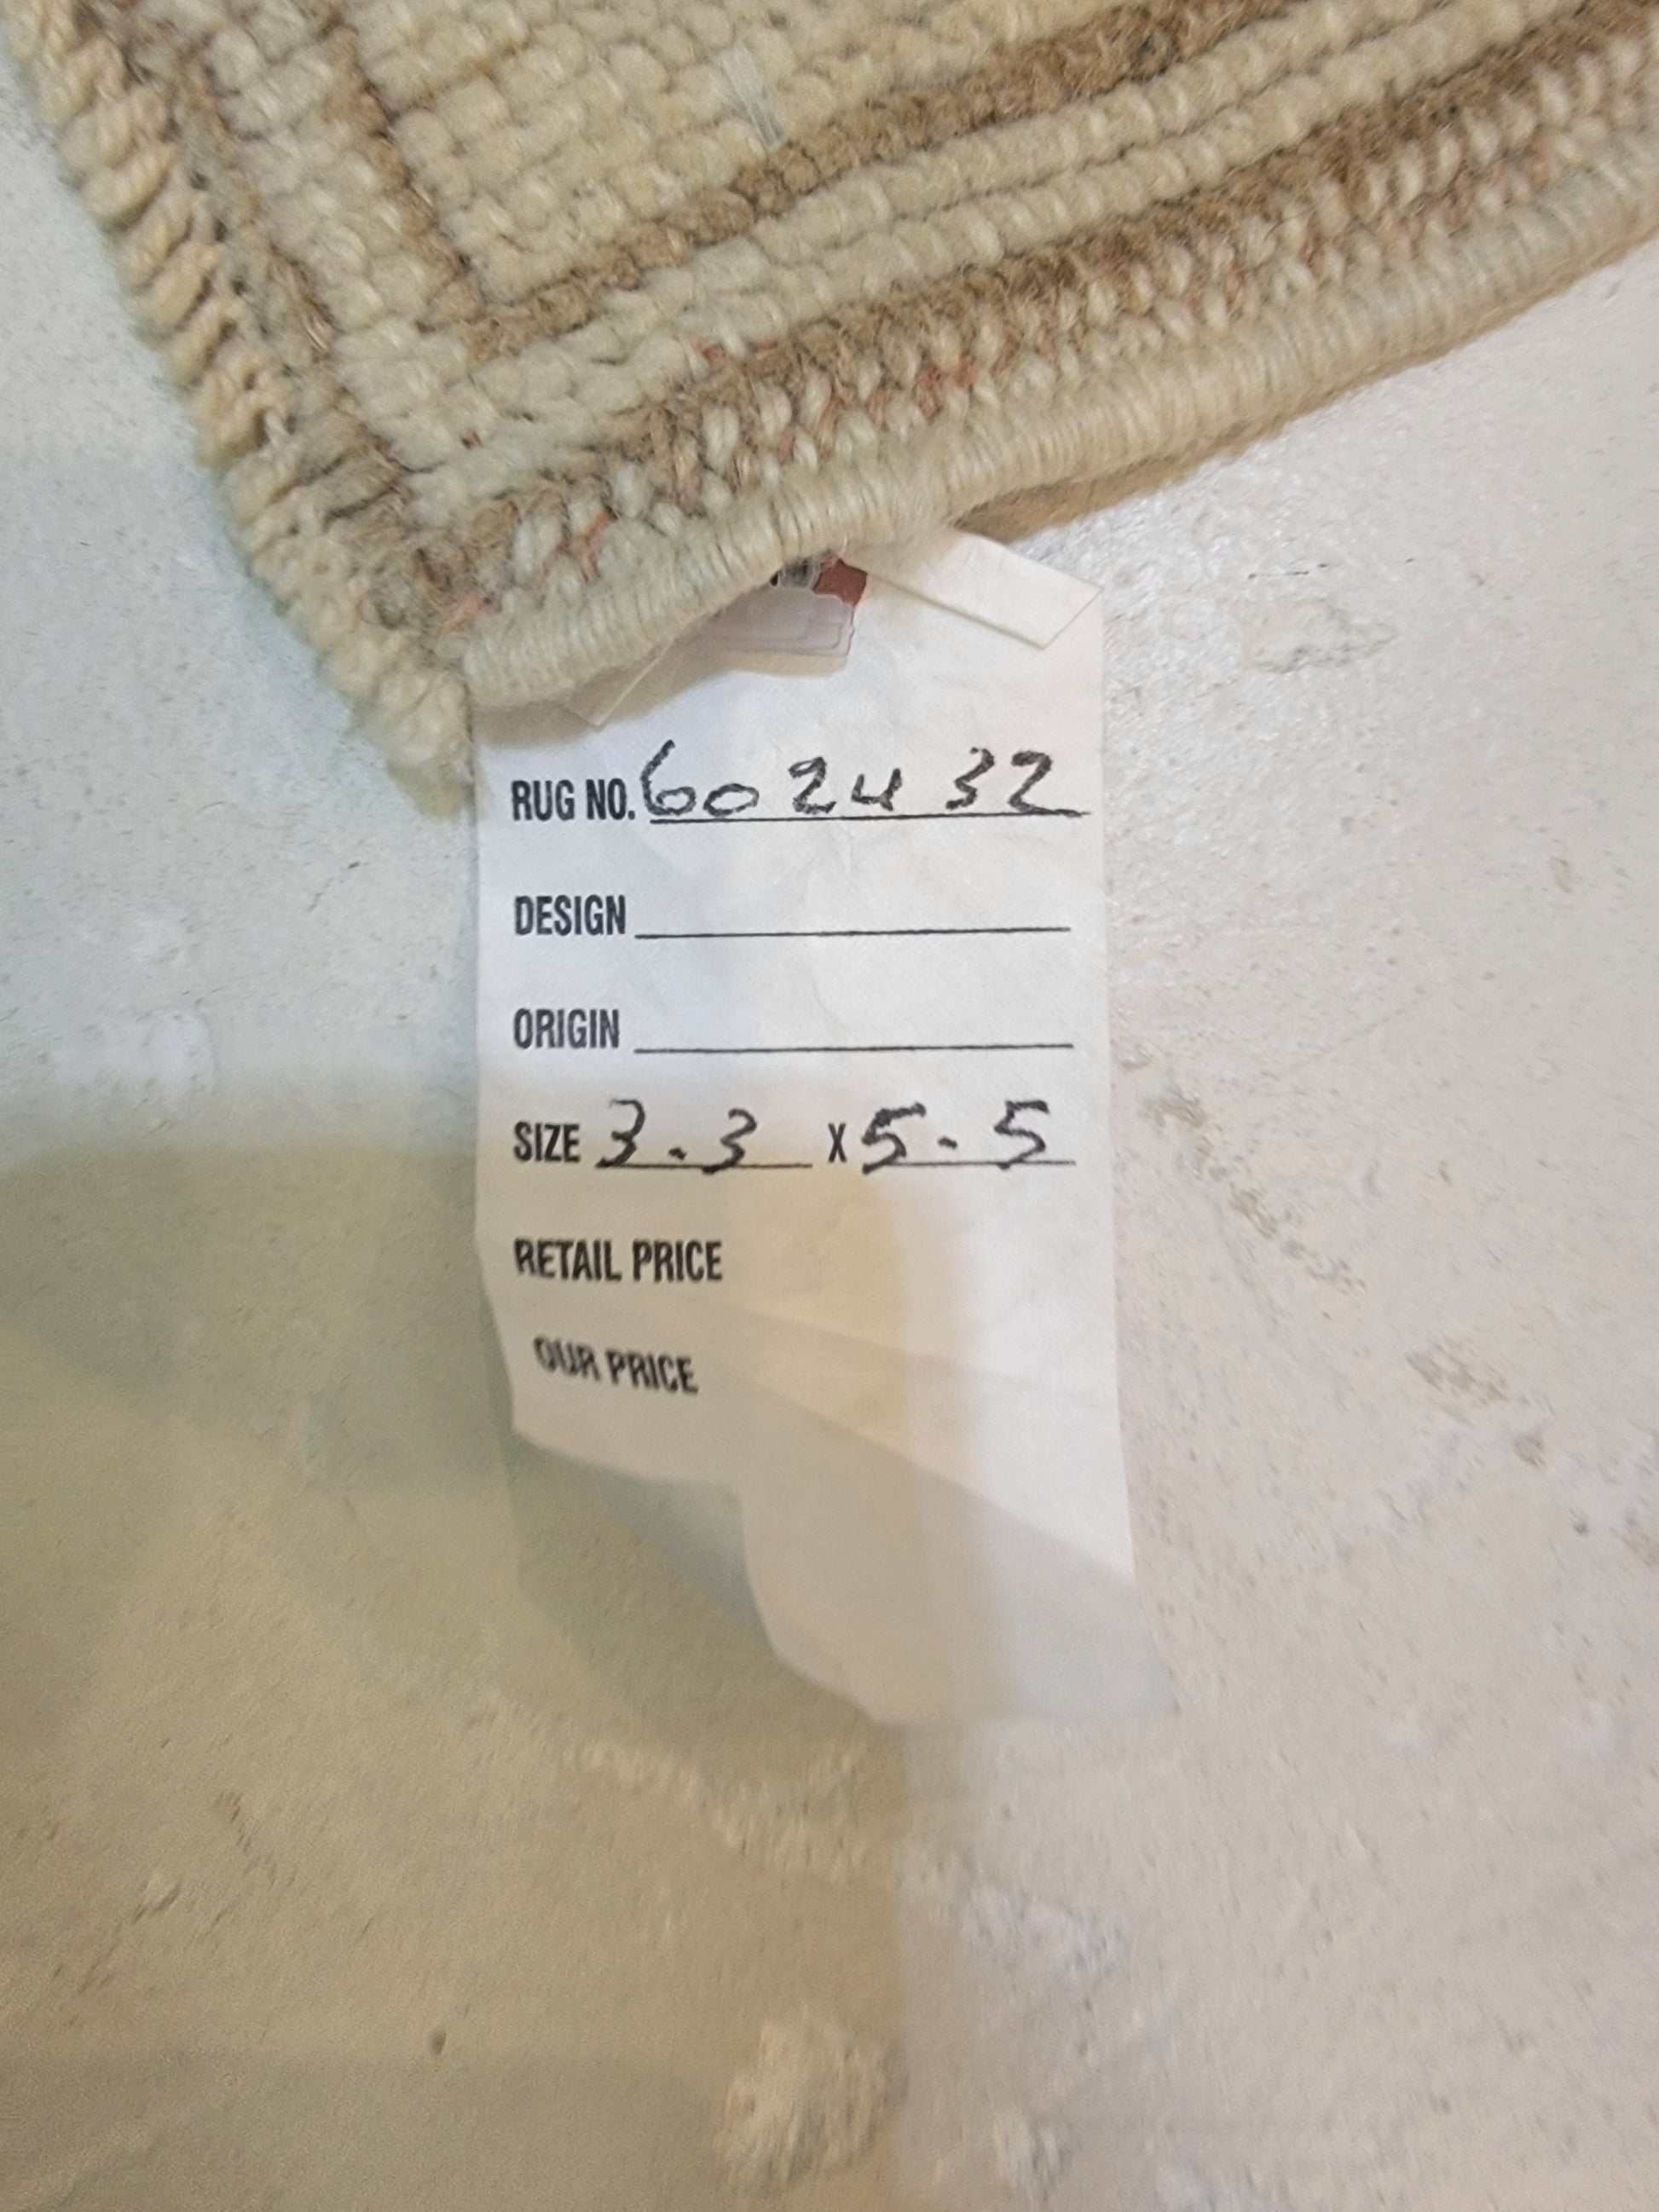 RUG NO. 602432
DESIGN
ORIGIN
SIZE 3.3 X 5.5
RETAIL PRICE
OUR PRICE